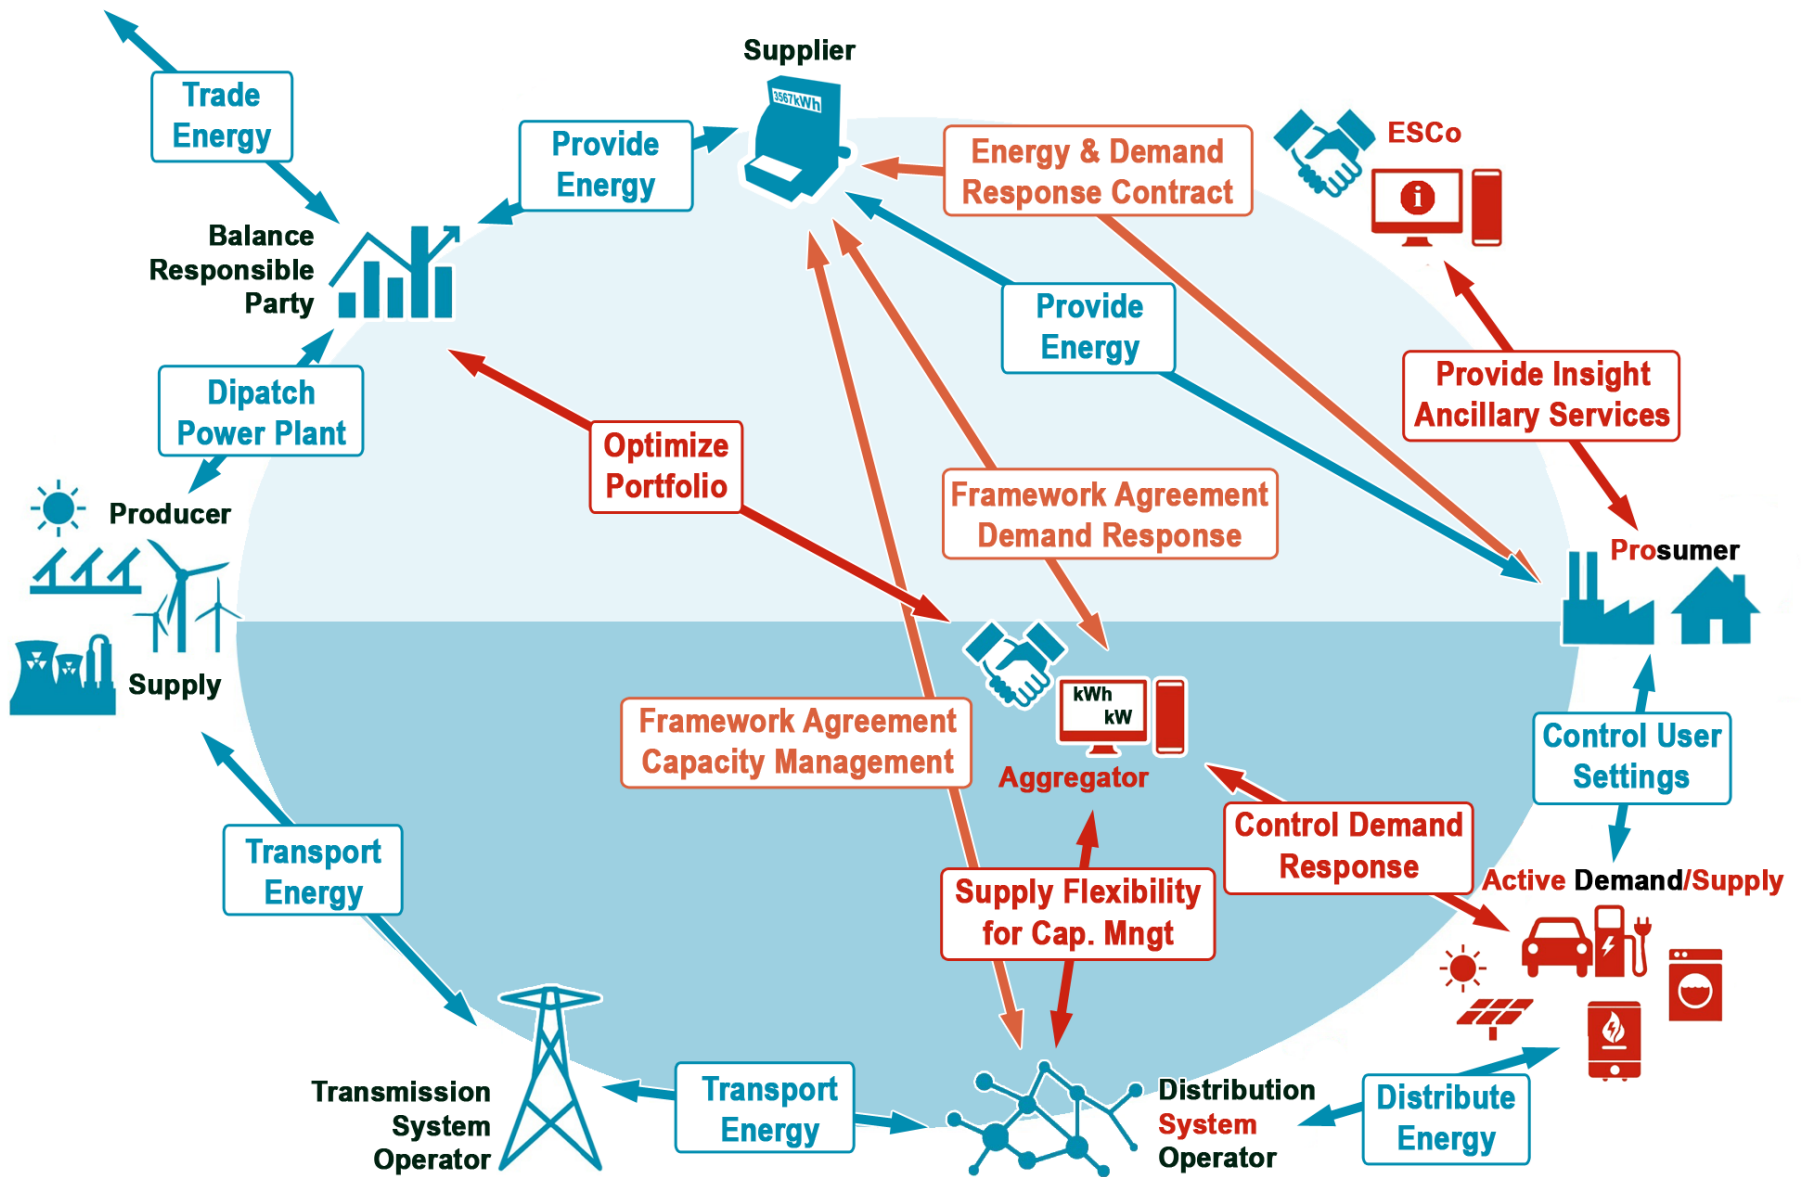 Supplier
3567kWh
Trade
Energy
Provide
Energy
Energy & Demand
Response Contract
ESCo
i
Balance
Responsible
Party
Provide
Energy
Provide Insight
Ancillary Services
Dipatch
Power Plant
Optimize
Portfolio
Framework Agreement
Demand Response
Producer
Prosumer
Supply
kWh
kW
Framework Agreement
Capacity Management
Aggregator
Control User
Settings
Control Demand
Response
Transport
Energy
Supply Flexibility
for Cap. Mngt
Active Demand/Supply
Transmission
System
Operator
Transport
Energy
Distribution
System
Operator
Distribute
Energy